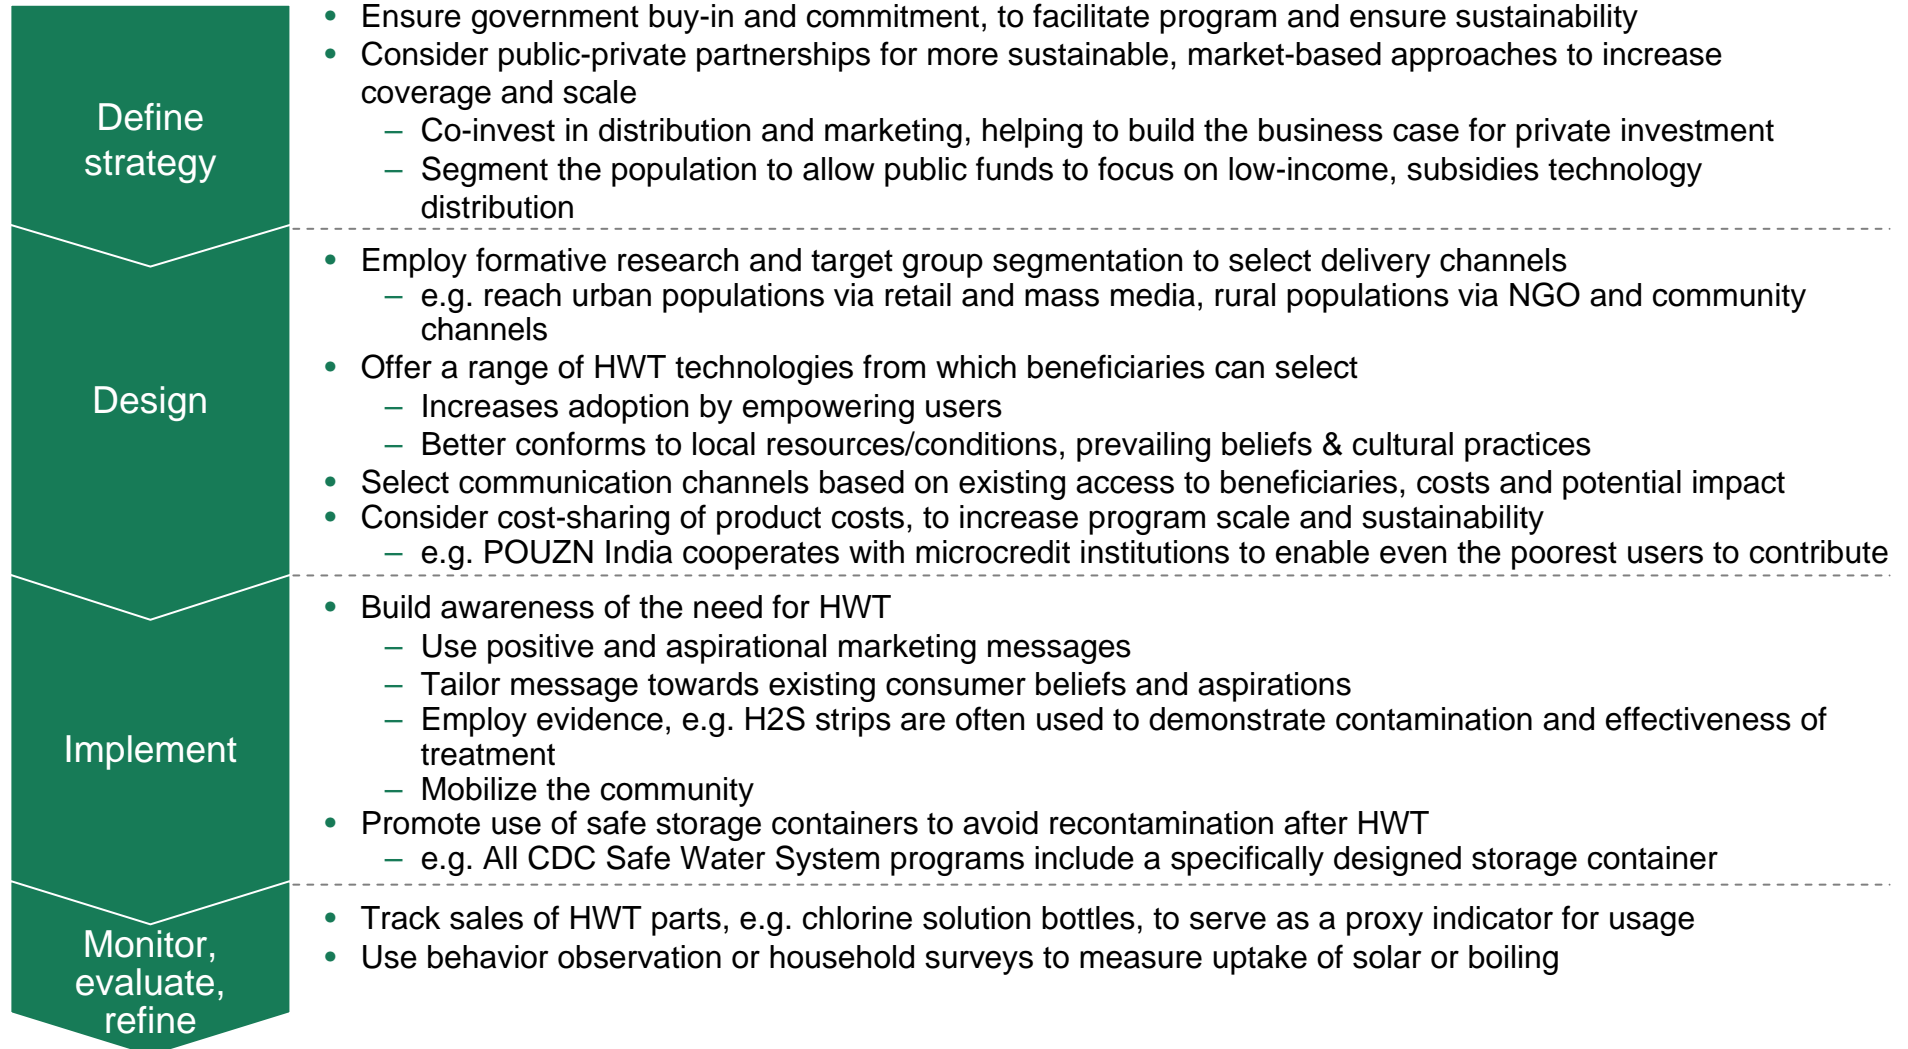 Define
strategy
• Ensure government buy-in and commitment, to facilitate program and ensure sustainability
• Consider public-private partnerships for more sustainable, market-based approaches to increase
coverage and scale
– Co-invest in distribution and marketing, helping to build the business case for private investment
– Segment the population to allow public funds to focus on low-income, subsidies technology
distribution
Design
• Employ formative research and target group segmentation to select delivery channels
– e.g. reach urban populations via retail and mass media, rural populations via NGO and community
channels
• Offer a range of HWT technologies from which beneficiaries can select
– Increases adoption by empowering users
– Better conforms to local resources/conditions, prevailing beliefs & cultural practices
• Select communication channels based on existing access to beneficiaries, costs and potential impact
• Consider cost-sharing of product costs, to increase program scale and sustainability
– e.g. POUZN India cooperates with microcredit institutions to enable even the poorest users to contribute
Implement
• Build awareness of the need for HWT
– Use positive and aspirational marketing messages
– Tailor message towards existing consumer beliefs and aspirations
– Employ evidence, e.g. H2S strips are often used to demonstrate contamination and effectiveness of
treatment
– Mobilize the community
• Promote use of safe storage containers to avoid recontamination after HWT
– e.g. All CDC Safe Water System programs include a specifically designed storage container
Monitor,
evaluate,
refine
• Track sales of HWT parts, e.g. chlorine solution bottles, to serve as a proxy indicator for usage
• Use behavior observation or household surveys to measure uptake of solar or boiling